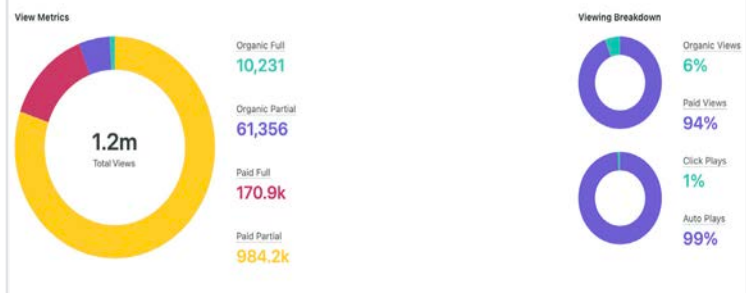 View Metrics
Organic Full
10,231
Organic Partial
61,356
Paid Full
170.9k
Paid Partial
984.2k
1.2m
Total Views
Viewing Breakdown
Organic Views
6%
Paid Views
94%
Click Plays
1%
Auto Plays
99%